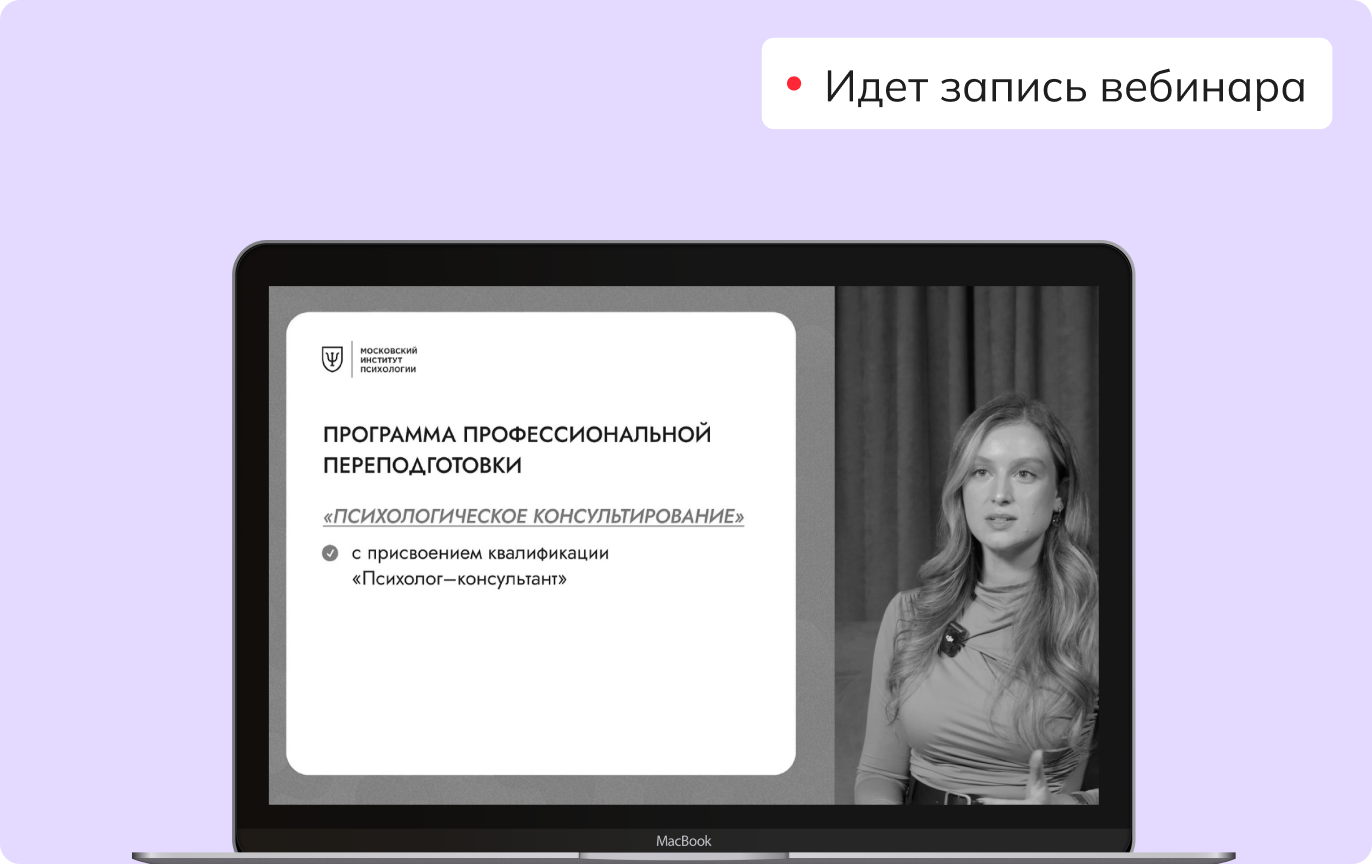 Идет запись вебинара
МОСКОВСКИЙ
ИНСТИТУТ
ПСИХОЛОГИИ
ПРОГРАММА ПРОФЕССИОНАЛЬНОЙ
ПЕРЕПОДГОТОВКИ
«ПСИХОЛОГИЧЕСКОЕ КОНСУЛЬТИРОВАНИЕ»
с присвоением квалификации
«Психолог–консультант»
MacBook